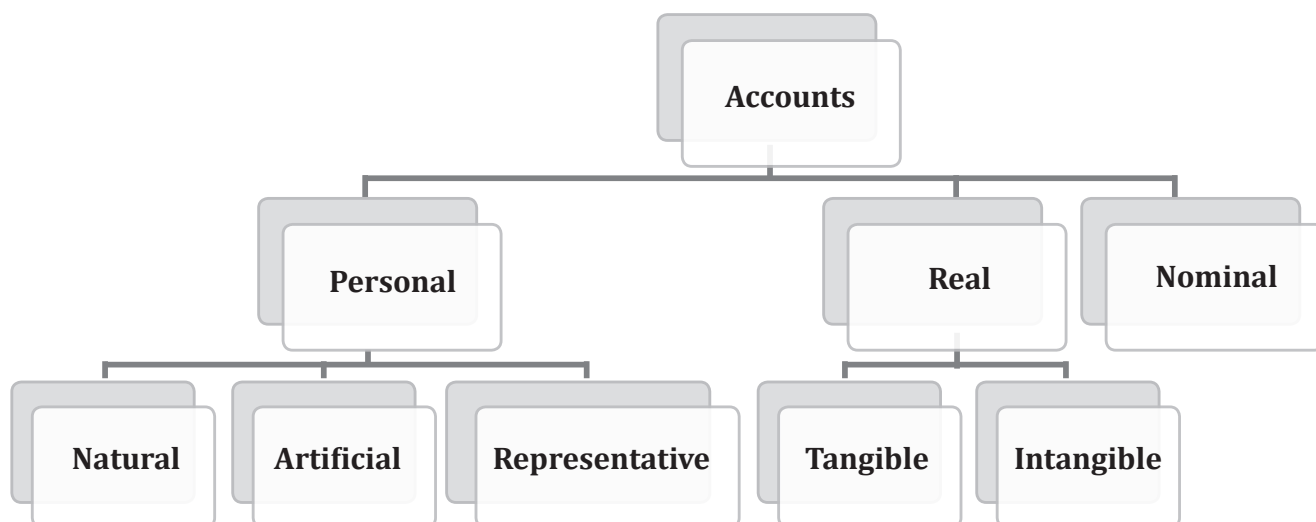 Accounts
Personal
Real
Nominal
Natural
Artificial
Representative
Tangible
Intangible